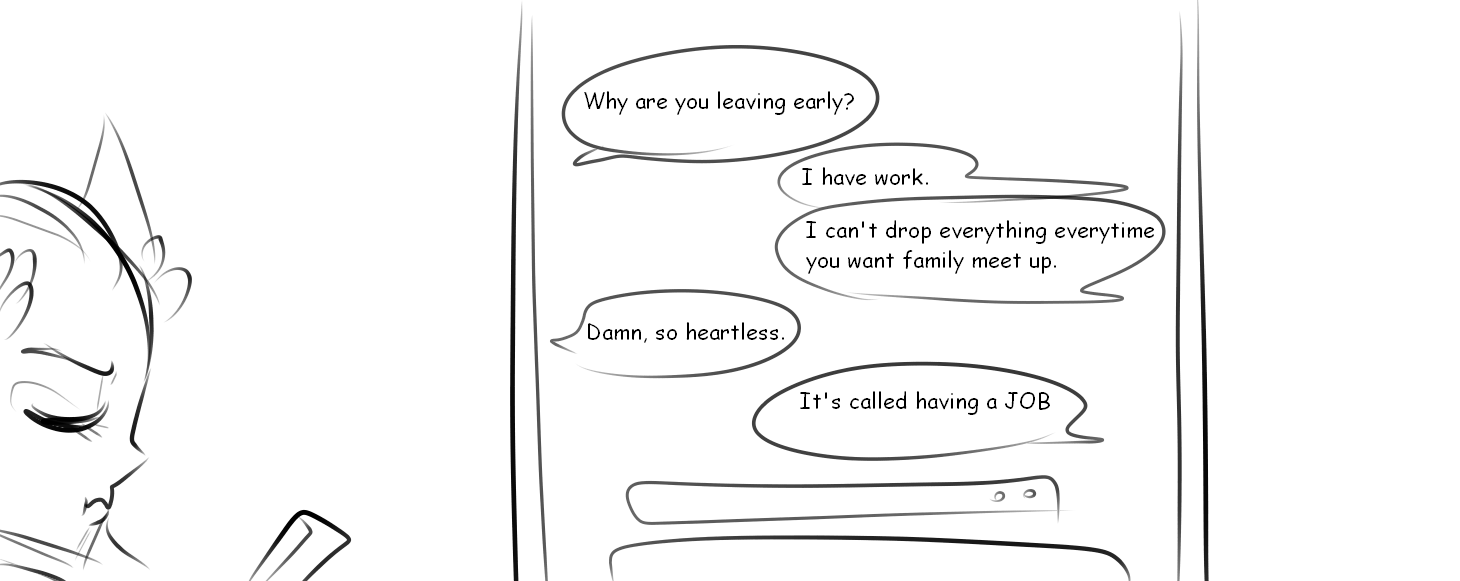 Why are you leaving early?
I have work.
I can't drop everything everytime
you want family meet up.
Damn, so heartless.
It's called having a JOB